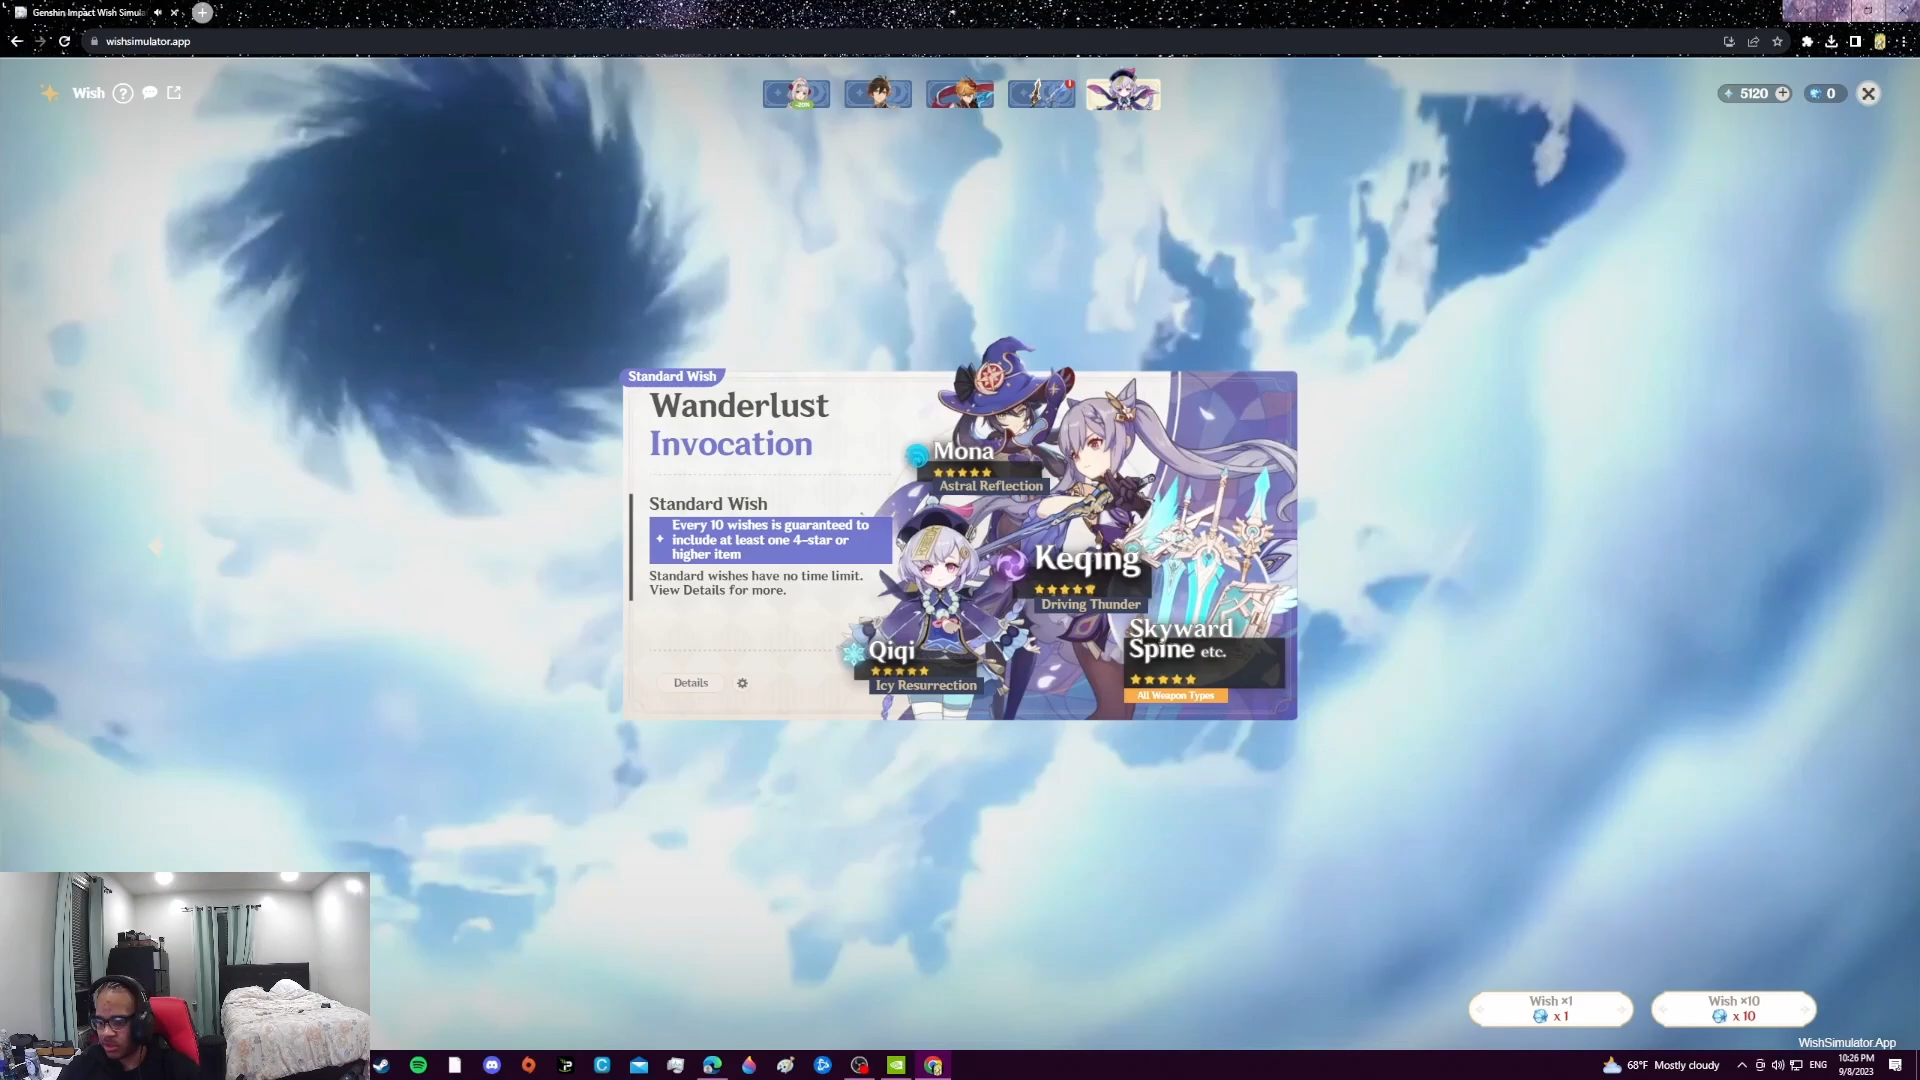 Genshin Impact Wish Simula
wishsimulator.app
Wish
-20%
5120
0
Standard Wish
Wanderlust
Invocation
Standard Wish
Every 10 wishes is guaranteed to
include at least one 4-star or
higher item
Standard wishes have no time limit.
View Details for more.
Details
Mona
Astral Reflection
Keqing
Driving Thunder
Qiqi
Icy Resurrection
Skyward
Spine etc.
All Weapon Types
Wish ×1
x 1
Wish ×10
x 10
WishSimulator.App
68°F Mostly cloudy
ENG
10:26 PM
9/8/2023